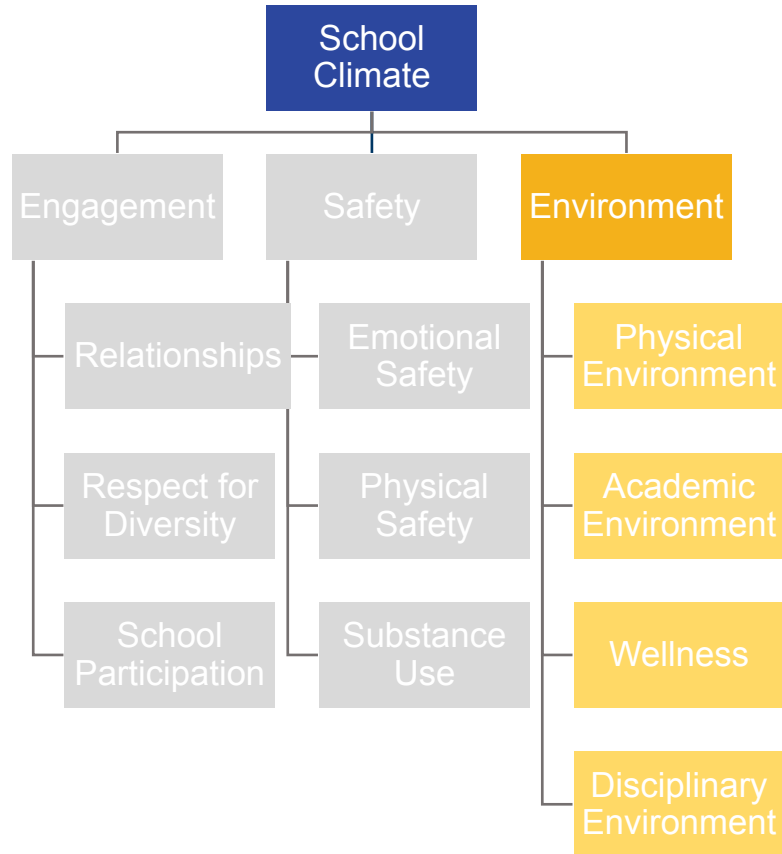 School
Climate
Engagement
Safety
Environment
Relationships
Emotional
Safety
Physical
Environment
Respect for
Diversity
Physical
Safety
Academic
Environment
School
Participation
Substance
Use
Wellness
Disciplinary
Environment